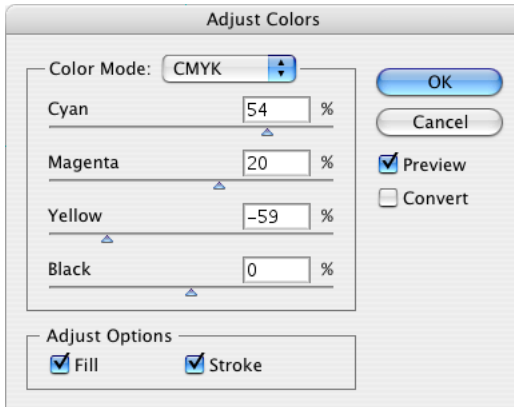 Adjust Colors
Color Mode: CMYK
OK
Cyan 54 %
Cancel
Magenta 20 %
Preview
Convert
Yellow -59 %
Black 0 %
Adjust Options
Fill Stroke